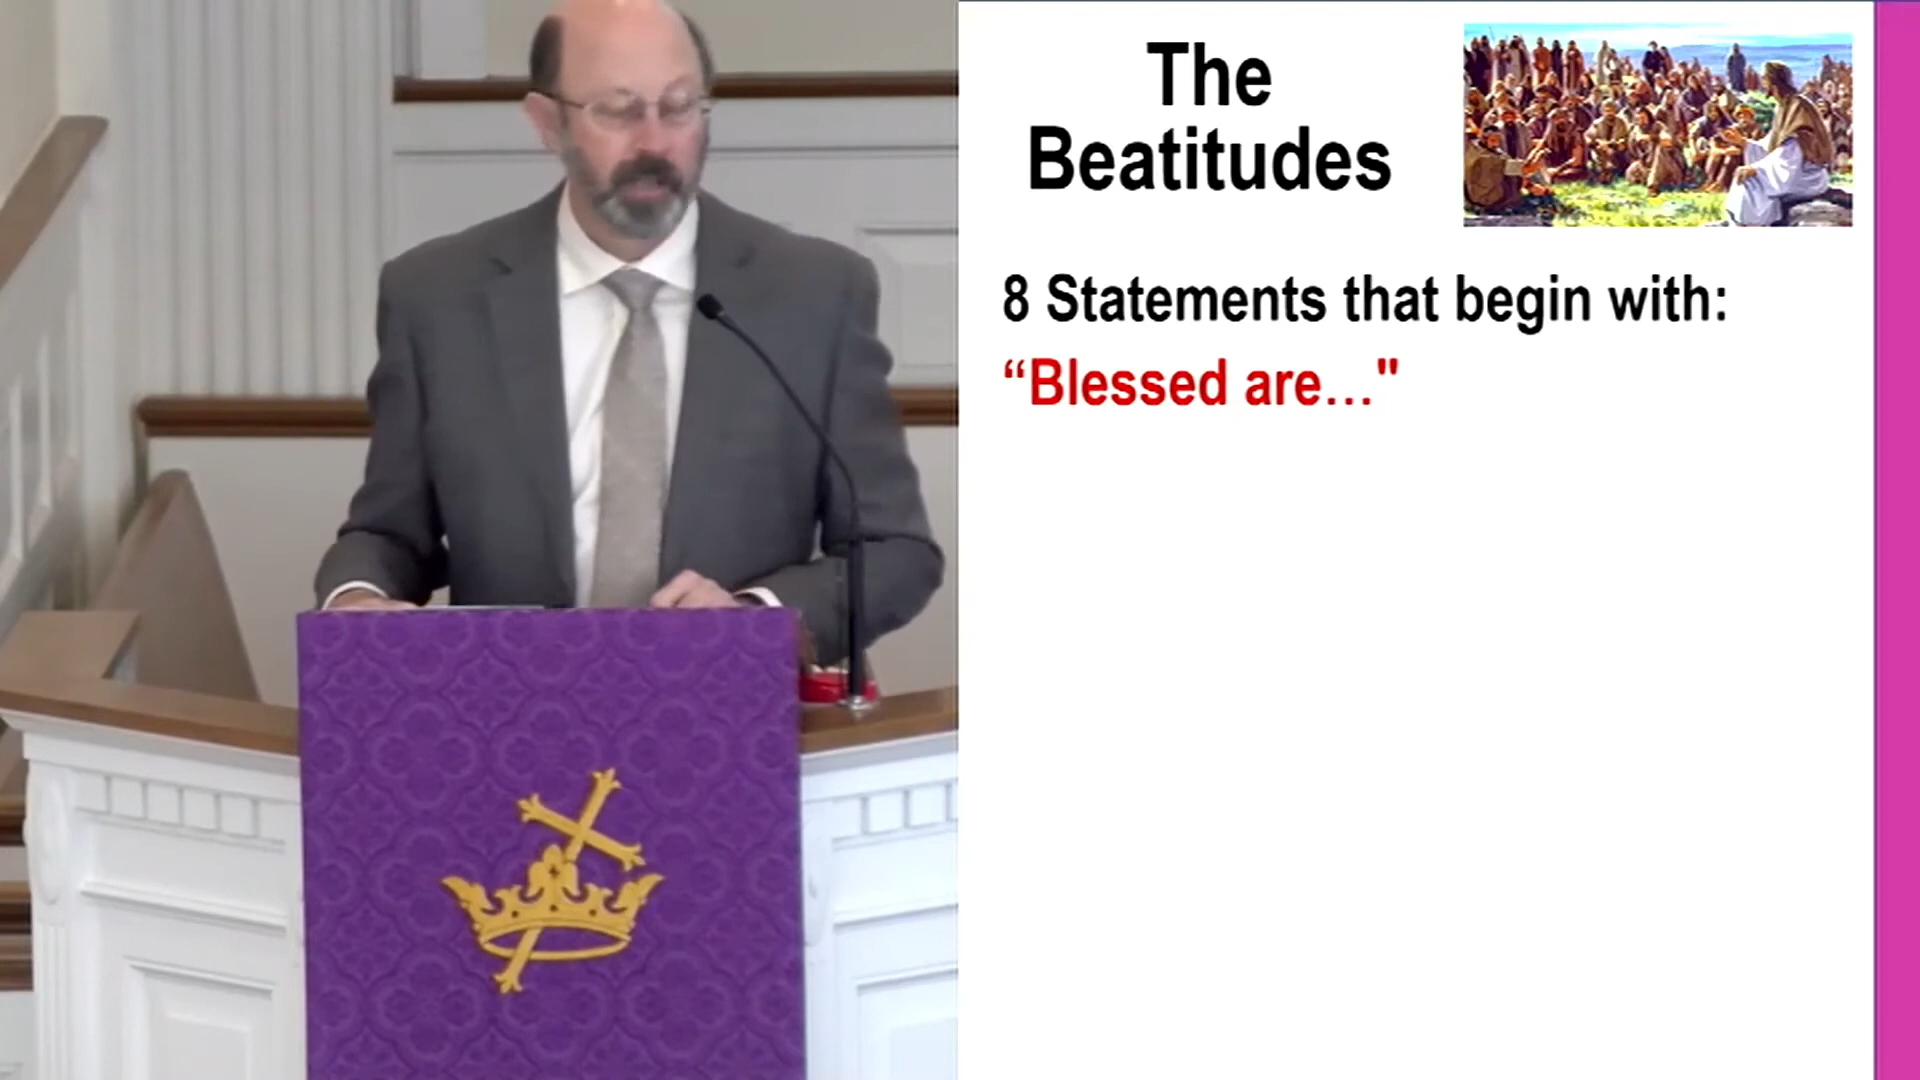 The
Beatitudes
8 Statements that begin with:
“Blessed are…"